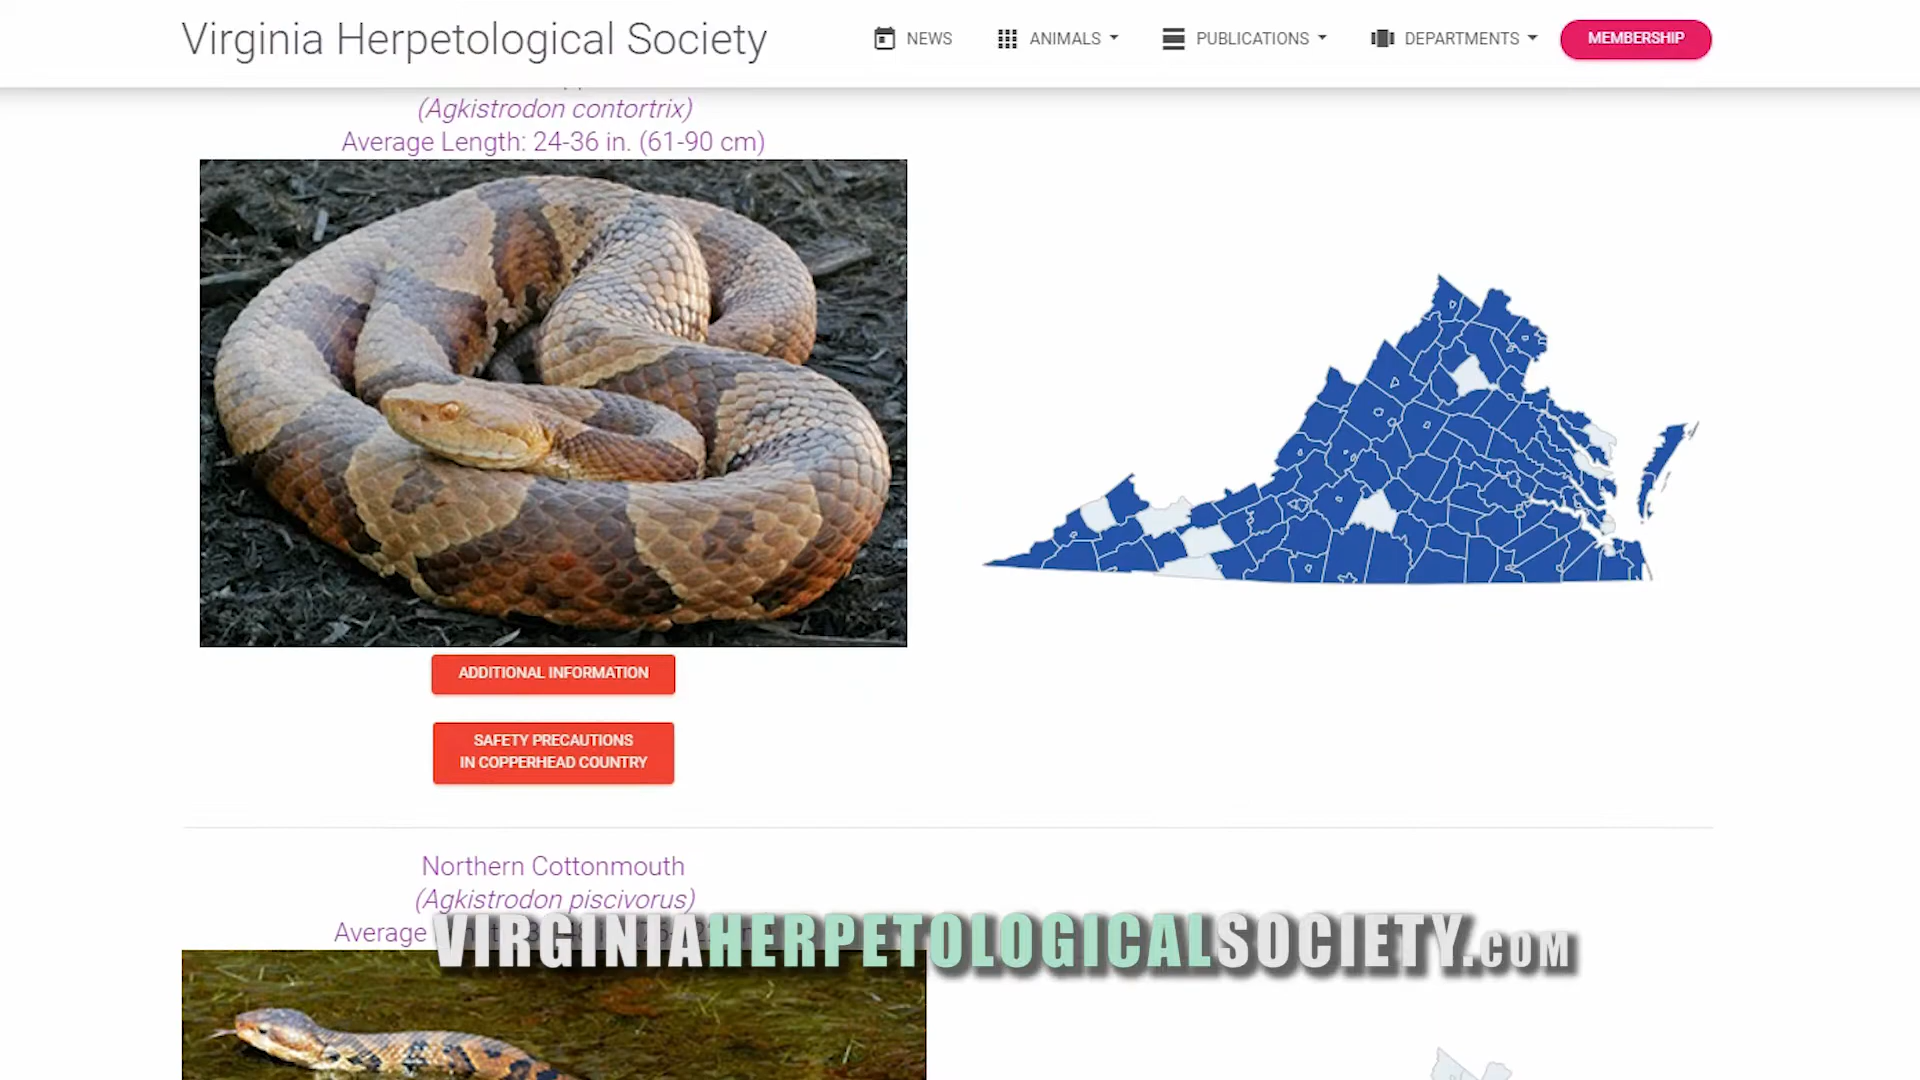 Virginia Herpetological Society
NEWS
ANIMALS
PUBLICATIONS
DEPARTMENTS
MEMBERSHIP
(Agkistrodon contortrix)
Average Length: 24-36 in. (61-90 cm)
ADDITIONAL INFORMATION
SAFETY PRECAUTIONS
IN COPPERHEAD COUNTRY
Northern Cottonmouth
(Agkistrodon piscivorus)
Average
VIRGINIAHERPETOLOGICALSOCIETY.COM